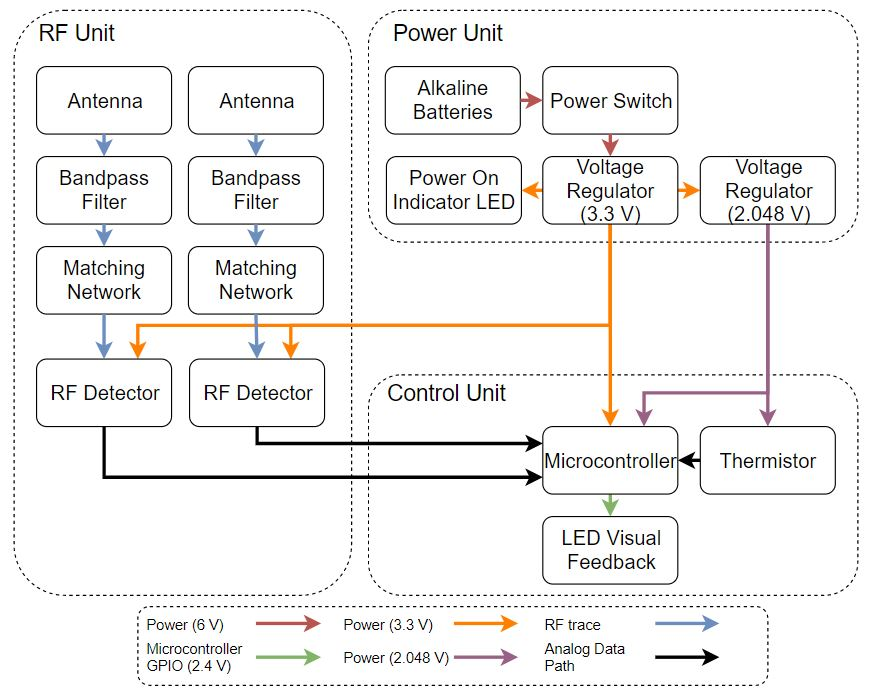 RF Unit
Antenna
Antenna
Bandpass
Filter
Bandpass
Filter
Matching
Network
Matching
Network
RF Detector
RF Detector
Power Unit
Alkaline
Batteries
Power Switch
Power On
Indicator LED
Voltage
Regulator
(3.3 V)
Voltage
Regulator
(2.048 V)
Control Unit
Microcontroller
Thermistor
LED Visual
Feedback
Power (6 V)
Power (3.3 V)
RF trace
Microcontroller
GPIO (2.4 V)
Power (2.048 V)
Analog Data
Path